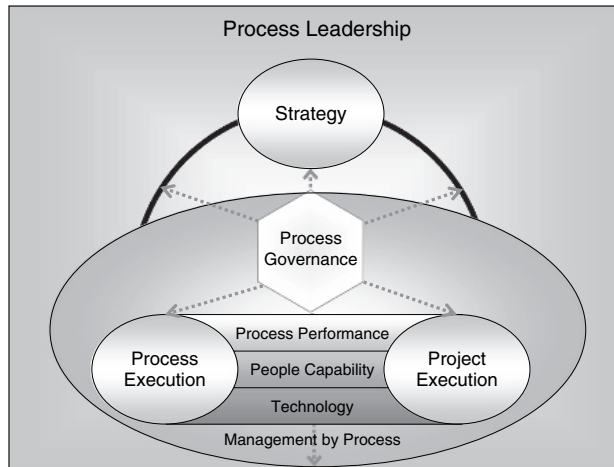 Process Leadership
Strategy
Process
Governance
Process Performance
Process
Execution
People Capability
Project
Execution
Technology
Management by Process